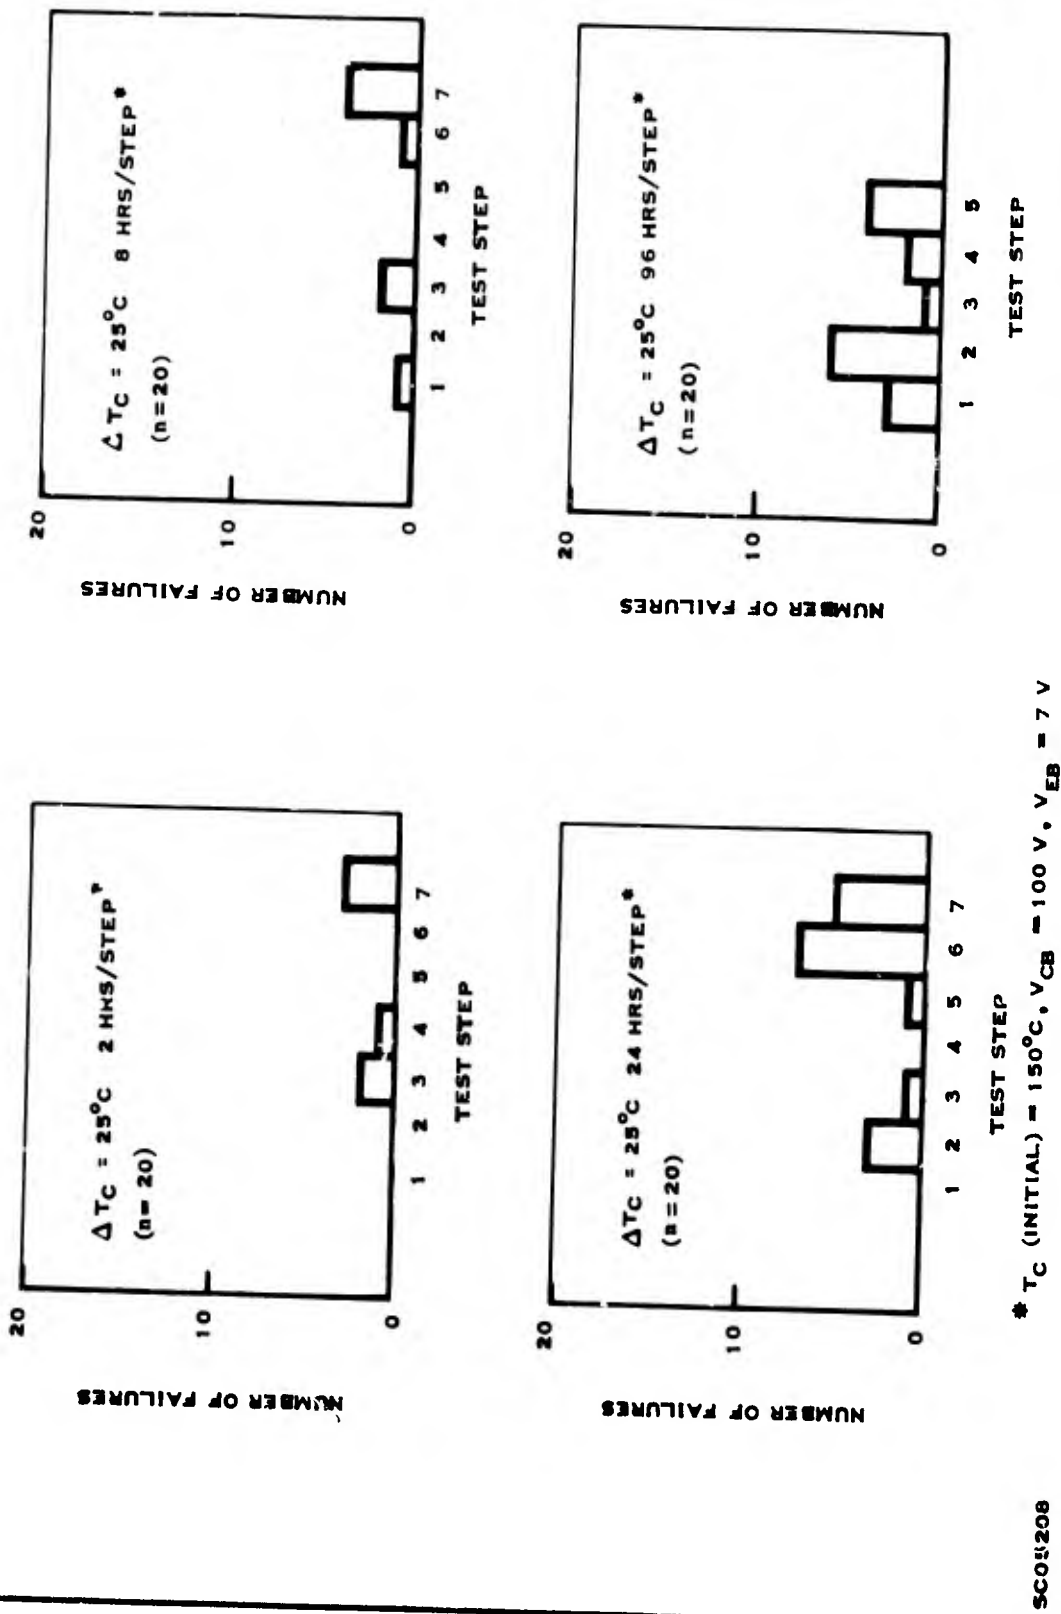 ΔTC = 25°C 2 HRS/STEP*
(n= 20)
20
10
0
NUMBER OF FAILURES
1 2 3 4 5 6 7
TEST STEP
ΔTC = 25°C 8 HRS/STEP*
(n=20)
20
10
0
NUMBER OF FAILURES
1 2 3 4 5 6 7
TEST STEP
ΔTC = 25°C 24 HRS/STEP*
(n=20)
20
10
0
NUMBER OF FAILURES
1 2 3 4 5 6 7
TEST STEP
ΔTC = 25°C 96 HRS/STEP*
(n=20)
20
10
0
NUMBER OF FAILURES
1 2 3 4 5
TEST STEP
* TC (INITIAL) = 150°C, VCB = 100 V, VEB = 7 V